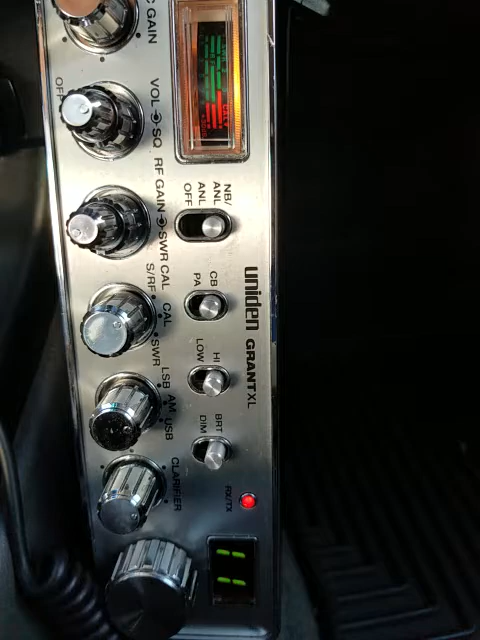 C GAIN
OFF
VOL SQ
RF GAIN SWR CAL
S/RF CAL SWR
LSB AM USB
CLARIFIER
NB/
ANL ANL OFF
CB PA
HI LOW
BRT DIM
uniden GRANT XL
RX/TX
11